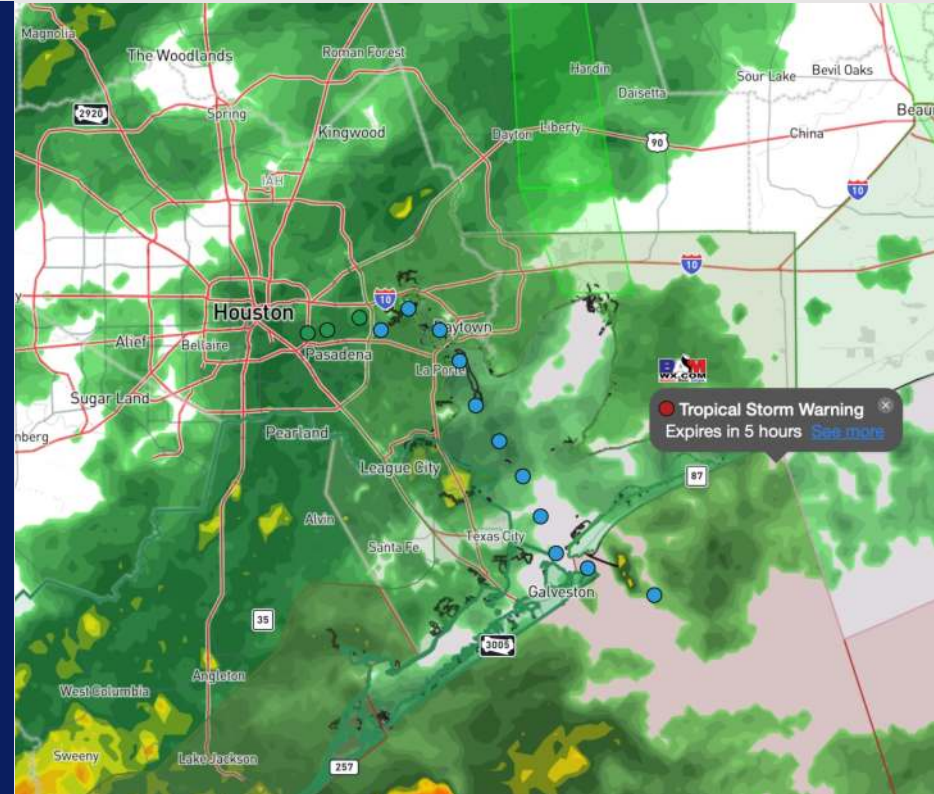 Magnolia
The Woodlands
Roman Forest
Hardin
Sour Lake
Bevil Oaks
Daisetta
2920
Spring
Kingwood
Dayton
Liberty
90
China
IAH
10
10
10
Houston
Baytown
Alief
Bellaire
Pasadena
La Porte
BAM
WX.COM
Sugar Land
Tropical Storm Warning
Expires in 5 hours See more
Pearland
League City
87
Alvin
Texas City
Santa Fe
Galveston
35
3005
Angleton
West Columbia
Sweeny
Lake Jackson
257